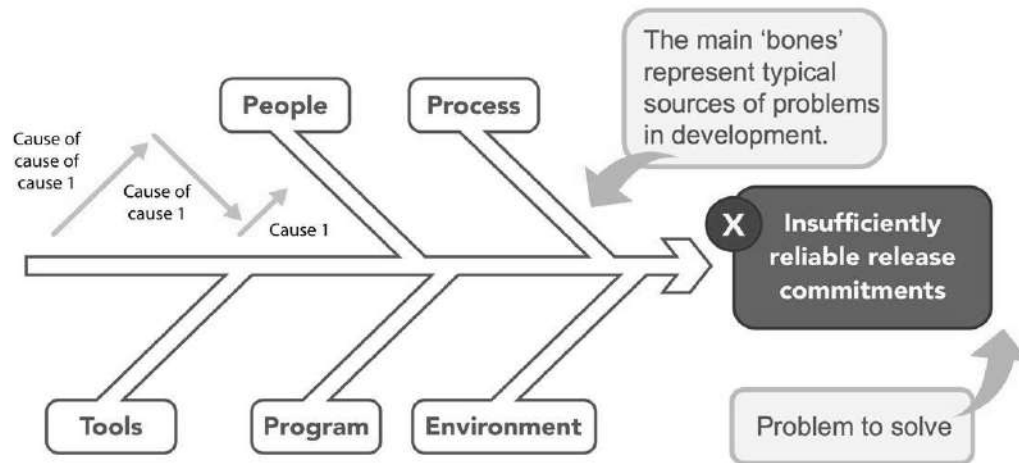 The main ‘bones’
represent typical
sources of problems
in development.
People
Process
Cause of
cause of
cause 1
Cause of
cause 1
Cause 1
X
Insufficiently
reliable release
commitments
Tools
Program
Environment
Problem to solve